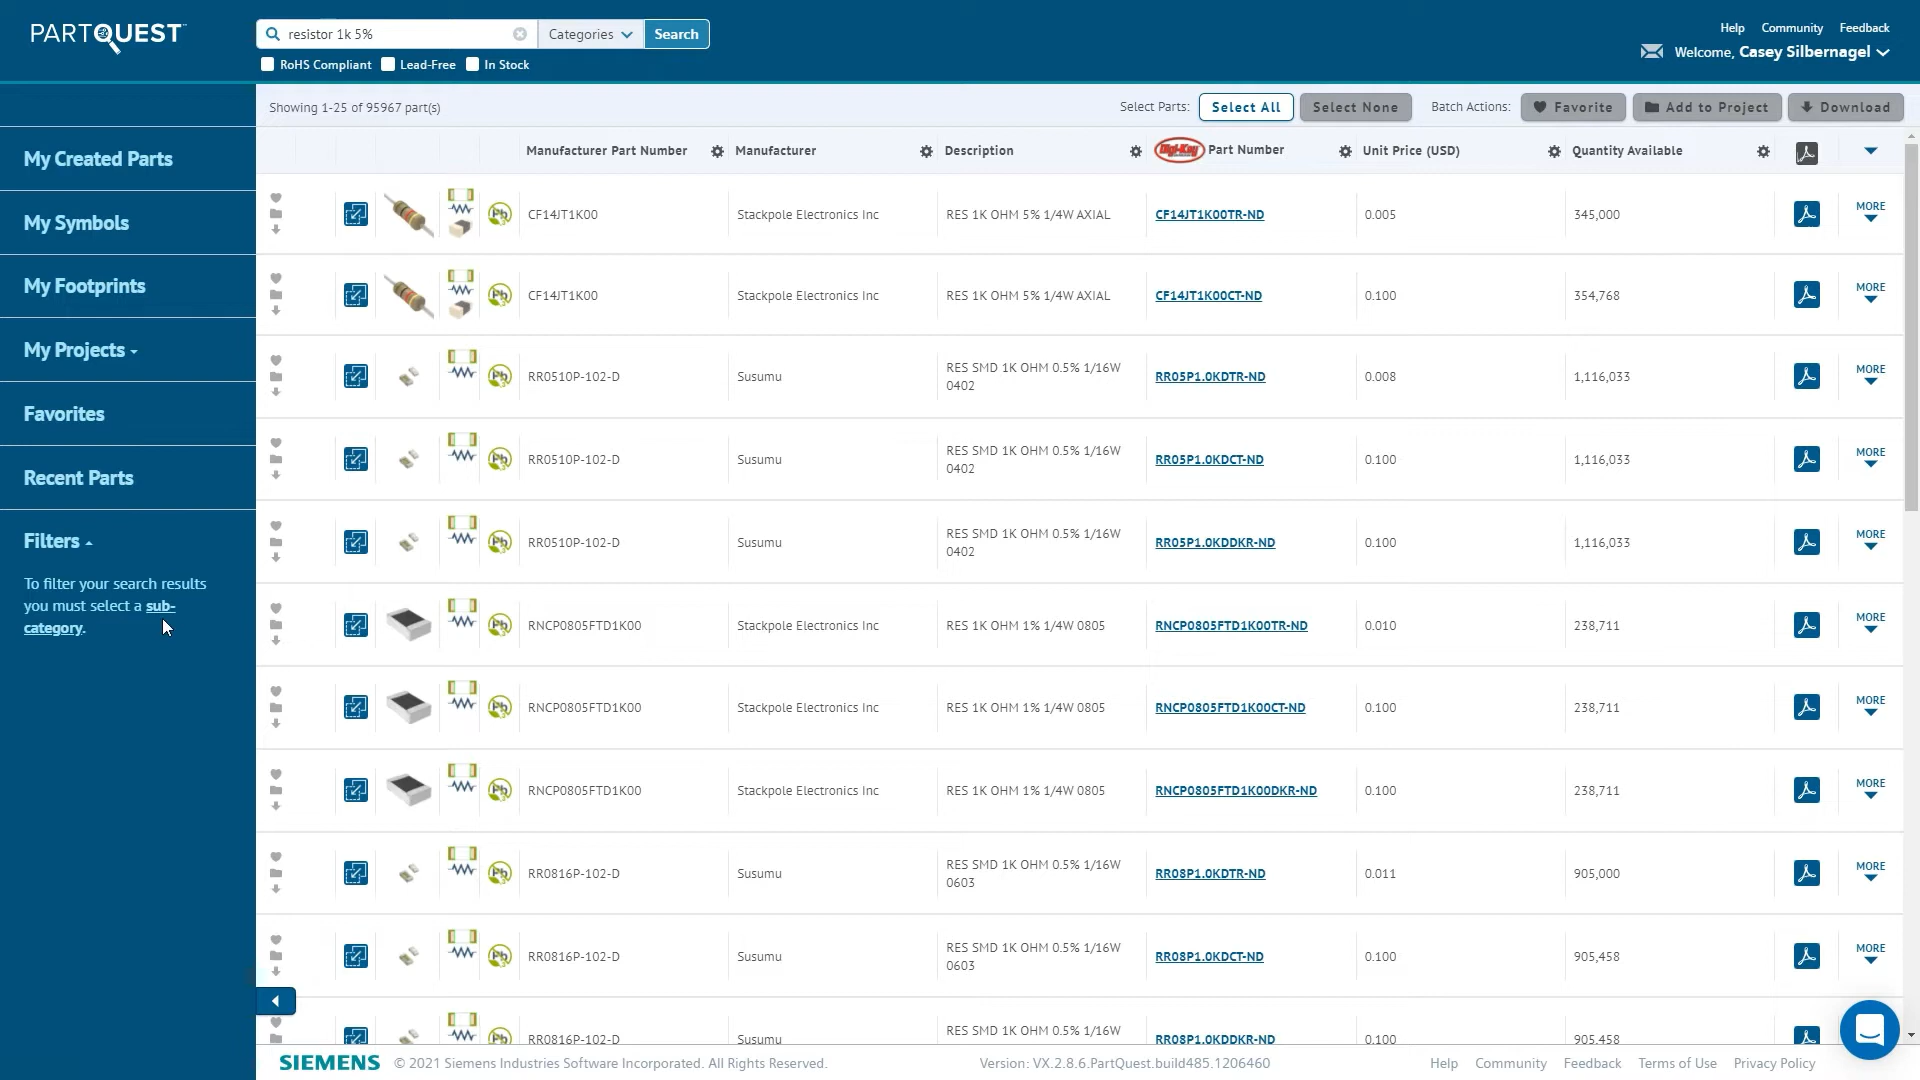 PARTQUEST™
resistor 1k 5%
Categories
Search
RoHS Compliant
Lead-Free
In Stock
Help
Community
Feedback
Welcome, Casey Silbernagel
Showing 1-25 of 95967 part(s)
Select Parts:
Select All
Select None
Batch Actions:
Favorite
Add to Project
Download
My Created Parts
My Symbols
My Footprints
My Projects
Favorites
Recent Parts
Filters
To filter your search results
you must select a sub-
category.
Manufacturer Part Number
Manufacturer
Description
Digi-Key Part Number
Unit Price (USD)
Quantity Available
Pb CF14JT1K00 Stackpole Electronics Inc RES 1K OHM 5% 1/4W AXIAL CF14JT1K00TR-ND 0.005 345,000 MORE
Pb CF14JT1K00 Stackpole Electronics Inc RES 1K OHM 5% 1/4W AXIAL CF14JT1K00CT-ND 0.100 354,768 MORE
Pb RR0510P-102-D Susumu RES SMD 1K OHM 0.5% 1/16W
0402 RR05P1.0KDTR-ND 0.008 1,116,033 MORE
Pb RR0510P-102-D Susumu RES SMD 1K OHM 0.5% 1/16W
0402 RR05P1.0KDCT-ND 0.100 1,116,033 MORE
Pb RR0510P-102-D Susumu RES SMD 1K OHM 0.5% 1/16W
0402 RR05P1.0KDDKR-ND 0.100 1,116,033 MORE
Pb RNCP0805FTD1K00 Stackpole Electronics Inc RES 1K OHM 1% 1/4W 0805 RNCP0805FTD1K00TR-ND 0.010 238,711 MORE
Pb RNCP0805FTD1K00 Stackpole Electronics Inc RES 1K OHM 1% 1/4W 0805 RNCP0805FTD1K00CT-ND 0.100 238,711 MORE
Pb RNCP0805FTD1K00 Stackpole Electronics Inc RES 1K OHM 1% 1/4W 0805 RNCP0805FTD1K00DKR-ND 0.100 238,711 MORE
Pb RR0816P-102-D Susumu RES SMD 1K OHM 0.5% 1/16W
0603 RR08P1.0KDTR-ND 0.011 905,000 MORE
Pb RR0816P-102-D Susumu RES SMD 1K OHM 0.5% 1/16W
0603 RR08P1.0KDCT-ND 0.100 905,458 MORE
Pb RR0816P-102-D Susumu RES SMD 1K OHM 0.5% 1/16W RR08P1.0KDDKR-ND 0.100 905,458
SIEMENS © 2021 Siemens Industries Software Incorporated. All Rights Reserved.
Version: VX.2.8.6.PartQuest.build485.1206460
Help
Community
Feedback
Terms of Use
Privacy Policy